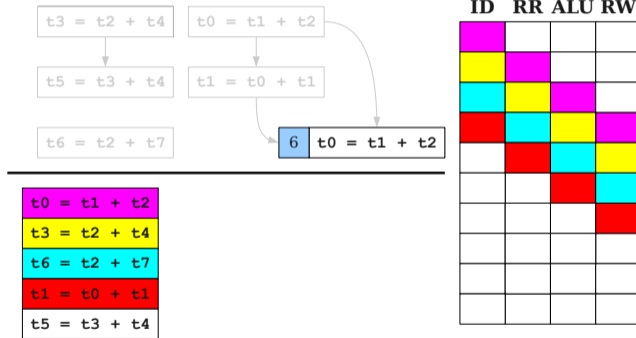 ID RR ALU RW
t3 = t2 + t4
t0 = t1 + t2
t5 = t3 + t4
t1 = t0 + t1
t6 = t2 + t7
6 t0 = t1 + t2
t0 = t1 + t2
t3 = t2 + t4
t6 = t2 + t7
t1 = t0 + t1
t5 = t3 + t4